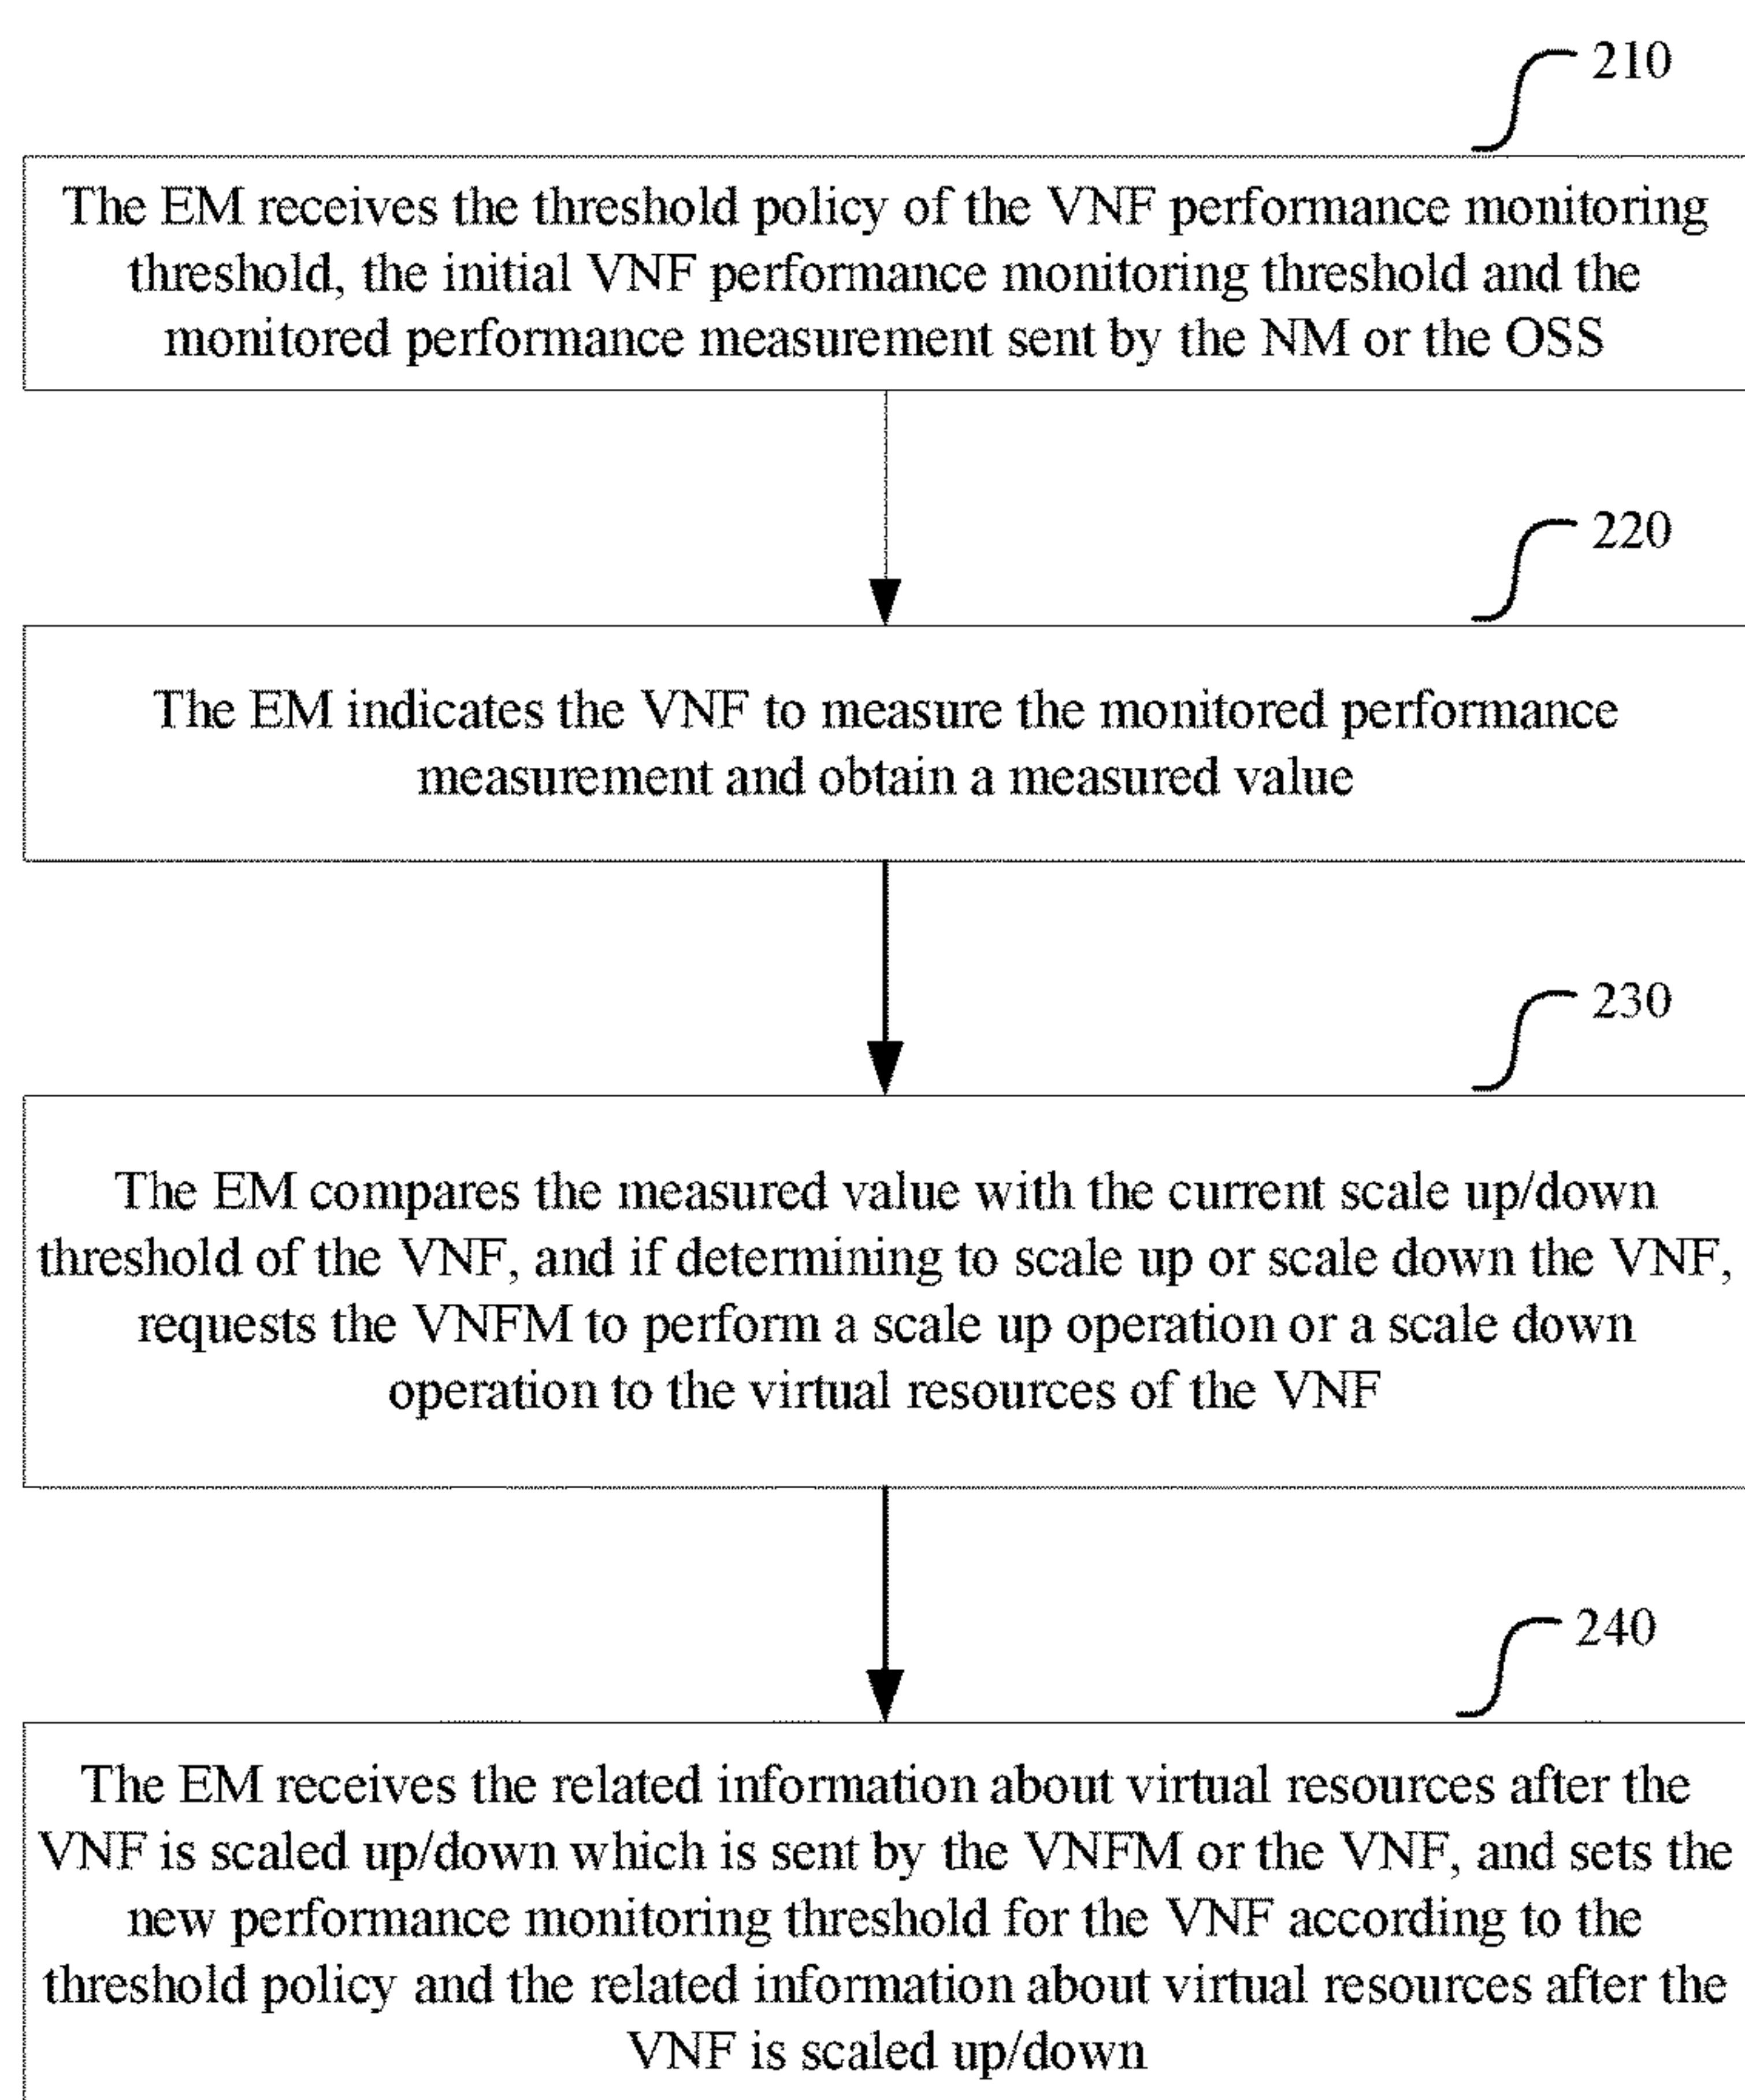 210
The EM receives the threshold policy of the VNF performance monitoring
threshold, the initial VNF performance monitoring threshold and the
monitored performance measurement sent by the NM or the OSS
220
The EM indicates the VNF to measure the monitored performance
measurement and obtain a measured value
230
The EM compares the measured value with the current scale up/down
threshold of the VNF, and if determining to scale up or scale down the VNF,
requests the VNFM to perform a scale up operation or a scale down
operation to the virtual resources of the VNF
240
The EM receives the related information about virtual resources after the
VNF is scaled up/down which is sent by the VNFM or the VNF, and sets the
new performance monitoring threshold for the VNF according to the
threshold policy and the related information about virtual resources after the
VNF is scaled up/down